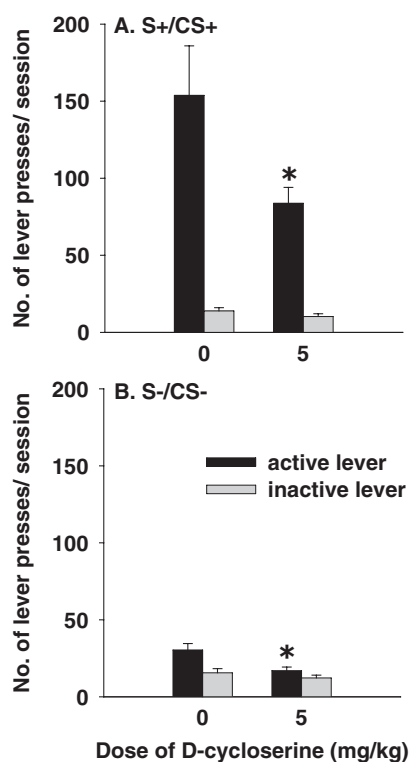 A. S+/CS+
No. of lever presses/ session
200
150
100
50
0
*
0 5
B. S-/CS-
No. of lever presses/ session
200
150
100
50
0
active lever
inactive lever
*
0 5
Dose of D-cycloserine (mg/kg)